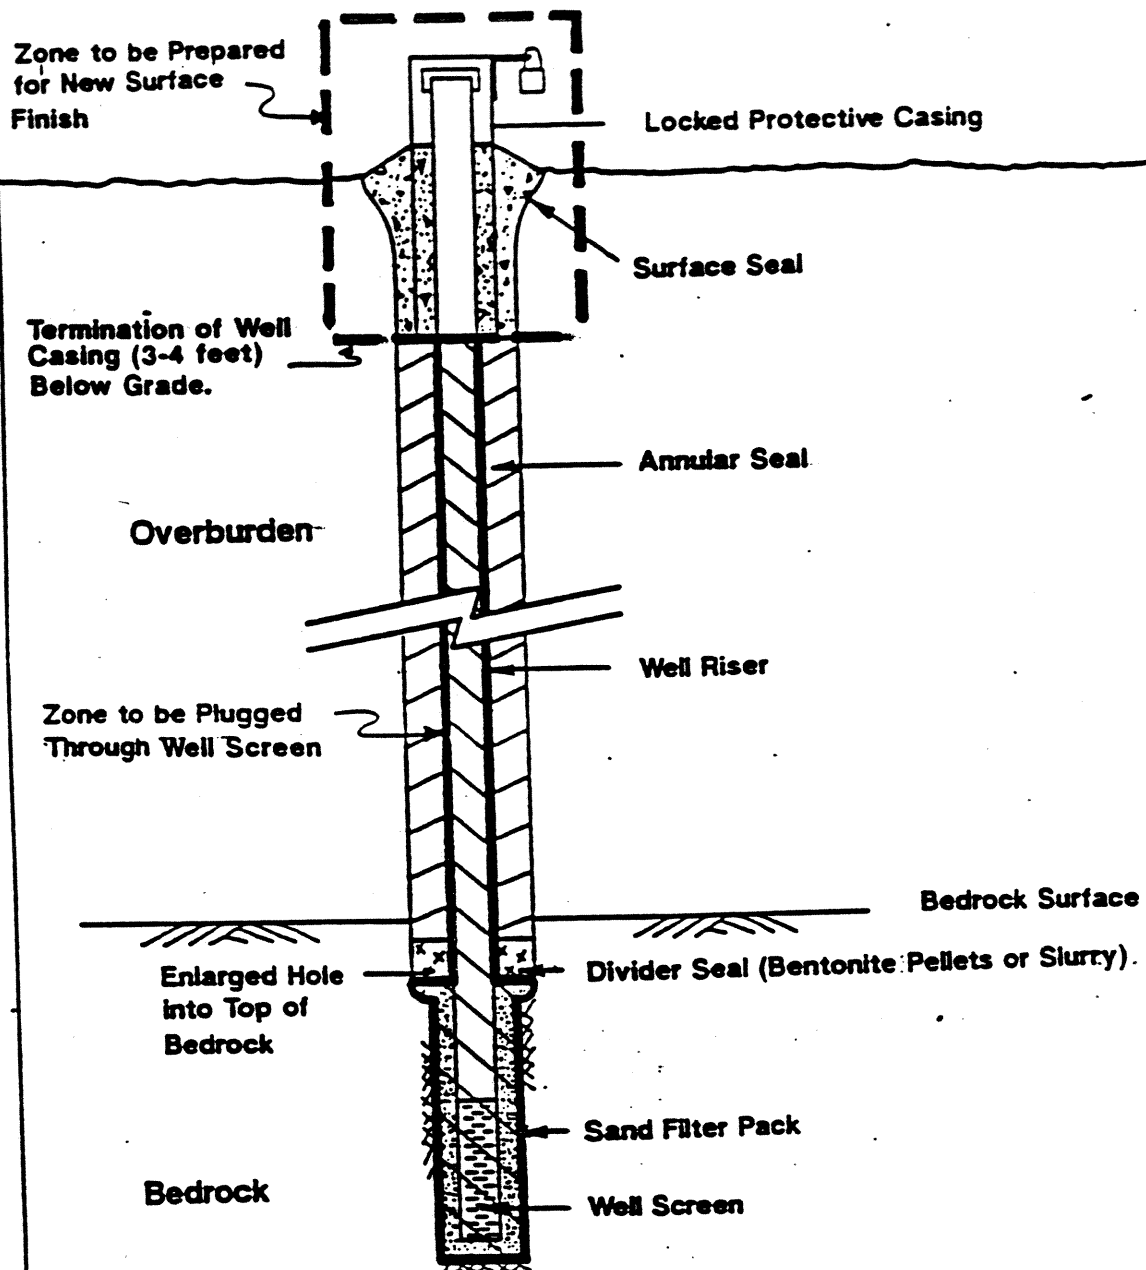 Zone to be Prepared
for New Surface
Finish
Locked Protective Casing
Surface Seal
Termination of Well
Casing (3-4 feet)
Below Grade.
Annular Seal
Overburden
Well Riser
Zone to be Plugged
Through Well Screen
Bedrock Surface
Enlarged Hole
into Top of
Bedrock
Divider Seal (Bentonite Pellets or Slurry).
Sand Filter Pack
Bedrock
Well Screen